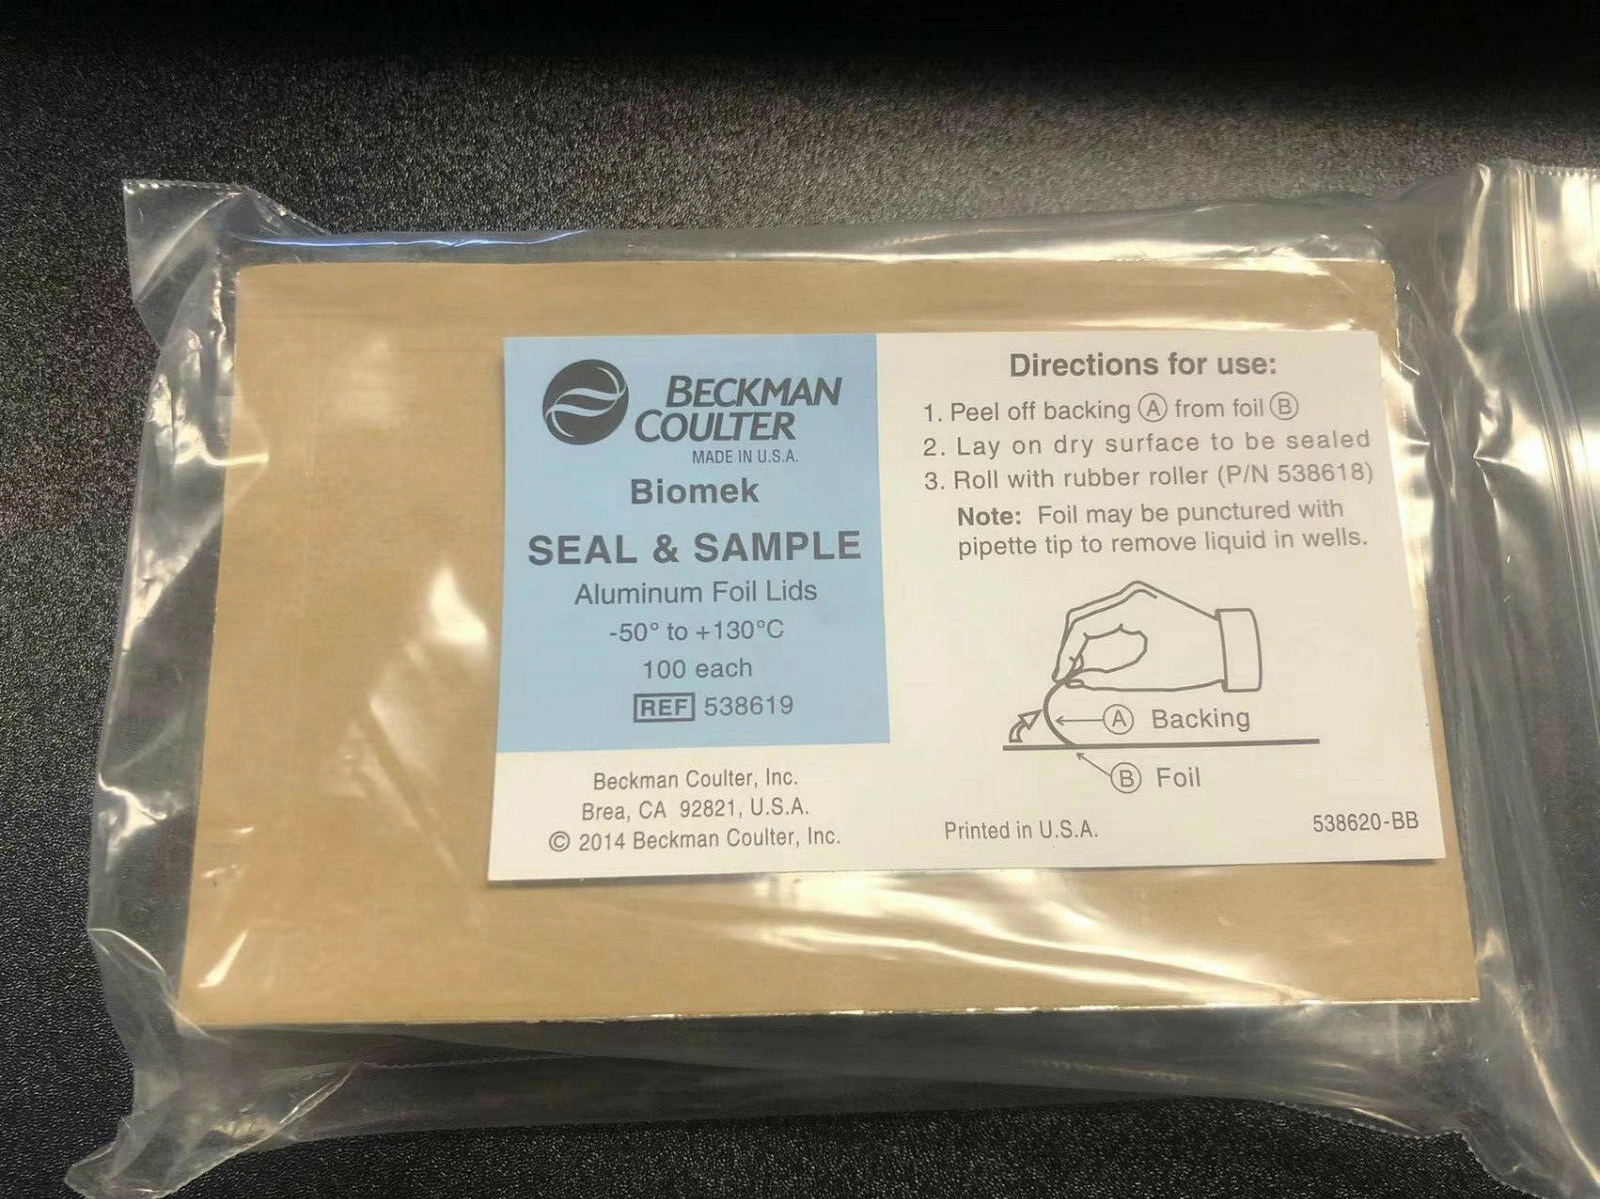 BECKMAN
COULTER
MADE IN U.S.A.
Biomek
SEAL & SAMPLE
Aluminum Foil Lids
-50° to +130°C
100 each
REF 538619
Beckman Coulter, Inc.
Brea, CA 92821, U.S.A.
© 2014 Beckman Coulter, Inc.
Directions for use:
1. Peel off backing Ⓐ from foil Ⓑ
2. Lay on dry surface to be sealed
3. Roll with rubber roller (P/N 538618)
Note: Foil may be punctured with
pipette tip to remove liquid in wells.
Ⓐ Backing
Ⓑ Foil
Printed in U.S.A.
538620-BB